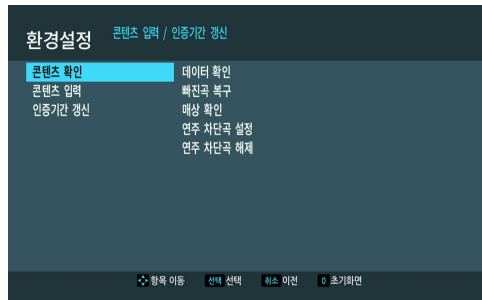 환경설정 콘텐츠 입력 / 인증기간 갱신
콘텐츠 확인 데이터 확인
콘텐츠 입력 빠진곡 복구
인증기간 갱신 매상 확인
연주 차단곡 설정
연주 차단곡 해제
항목 이동 선택 선택 취소 이전 0 초기화면